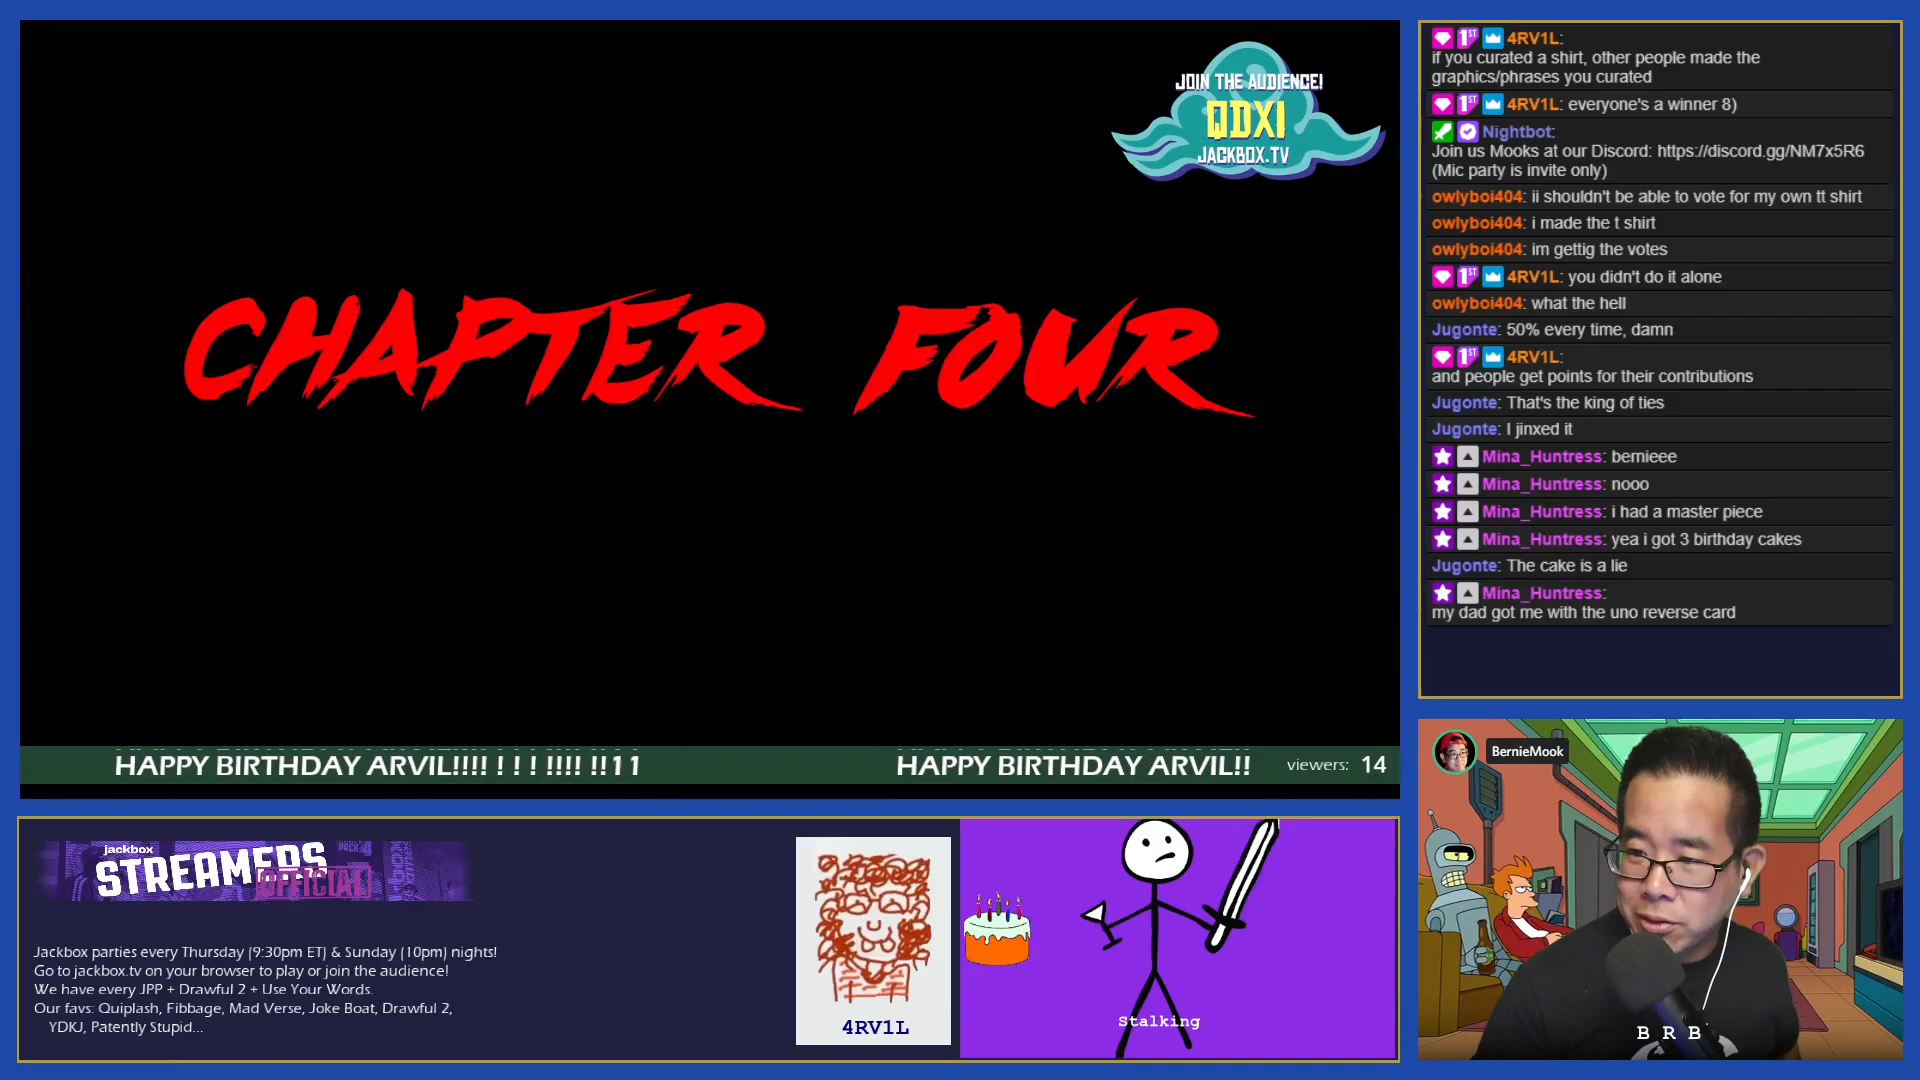 JOIN THE AUDIENCE!
QDXI
JACKBOX.TV
CHAPTER FOUR
HAPPY BIRTHDAY ARVIL!!!! ! ! ! !!!! !!11
HAPPY BIRTHDAY ARVIL!!
viewers: 14
4RV1L:
if you curated a shirt, other people made the
graphics/phrases you curated
4RV1L: everyone's a winner 8)
Nightbot:
Join us Mooks at our Discord: https://discord.gg/NM7x5R6
(Mic party is invite only)
owlyboi404: ii shouldn't be able to vote for my own tt shirt
owlyboi404: i made the t shirt
owlyboi404: im gettig the votes
4RV1L: you didn't do it alone
owlyboi404: what the hell
Jugonte: 50% every time, damn
4RV1L:
and people get points for their contributions
Jugonte: That's the king of ties
Jugonte: I jinxed it
Mina_Huntress: bernieee
Mina_Huntress: nooo
Mina_Huntress: i had a master piece
Mina_Huntress: yea i got 3 birthday cakes
Jugonte: The cake is a lie
Mina_Huntress:
my dad got me with the uno reverse card
jackbox
STREAMERS
OFFICIAL
Jackbox parties every Thursday (9:30pm ET) & Sunday (10pm) nights!
Go to jackbox.tv on your browser to play or join the audience!
We have every JPP + Drawful 2 + Use Your Words.
Our favs: Quiplash, Fibbage, Mad Verse, Joke Boat, Drawful 2,
YDKJ, Patently Stupid...
4RV1L
Stalking
BernieMook
B R B